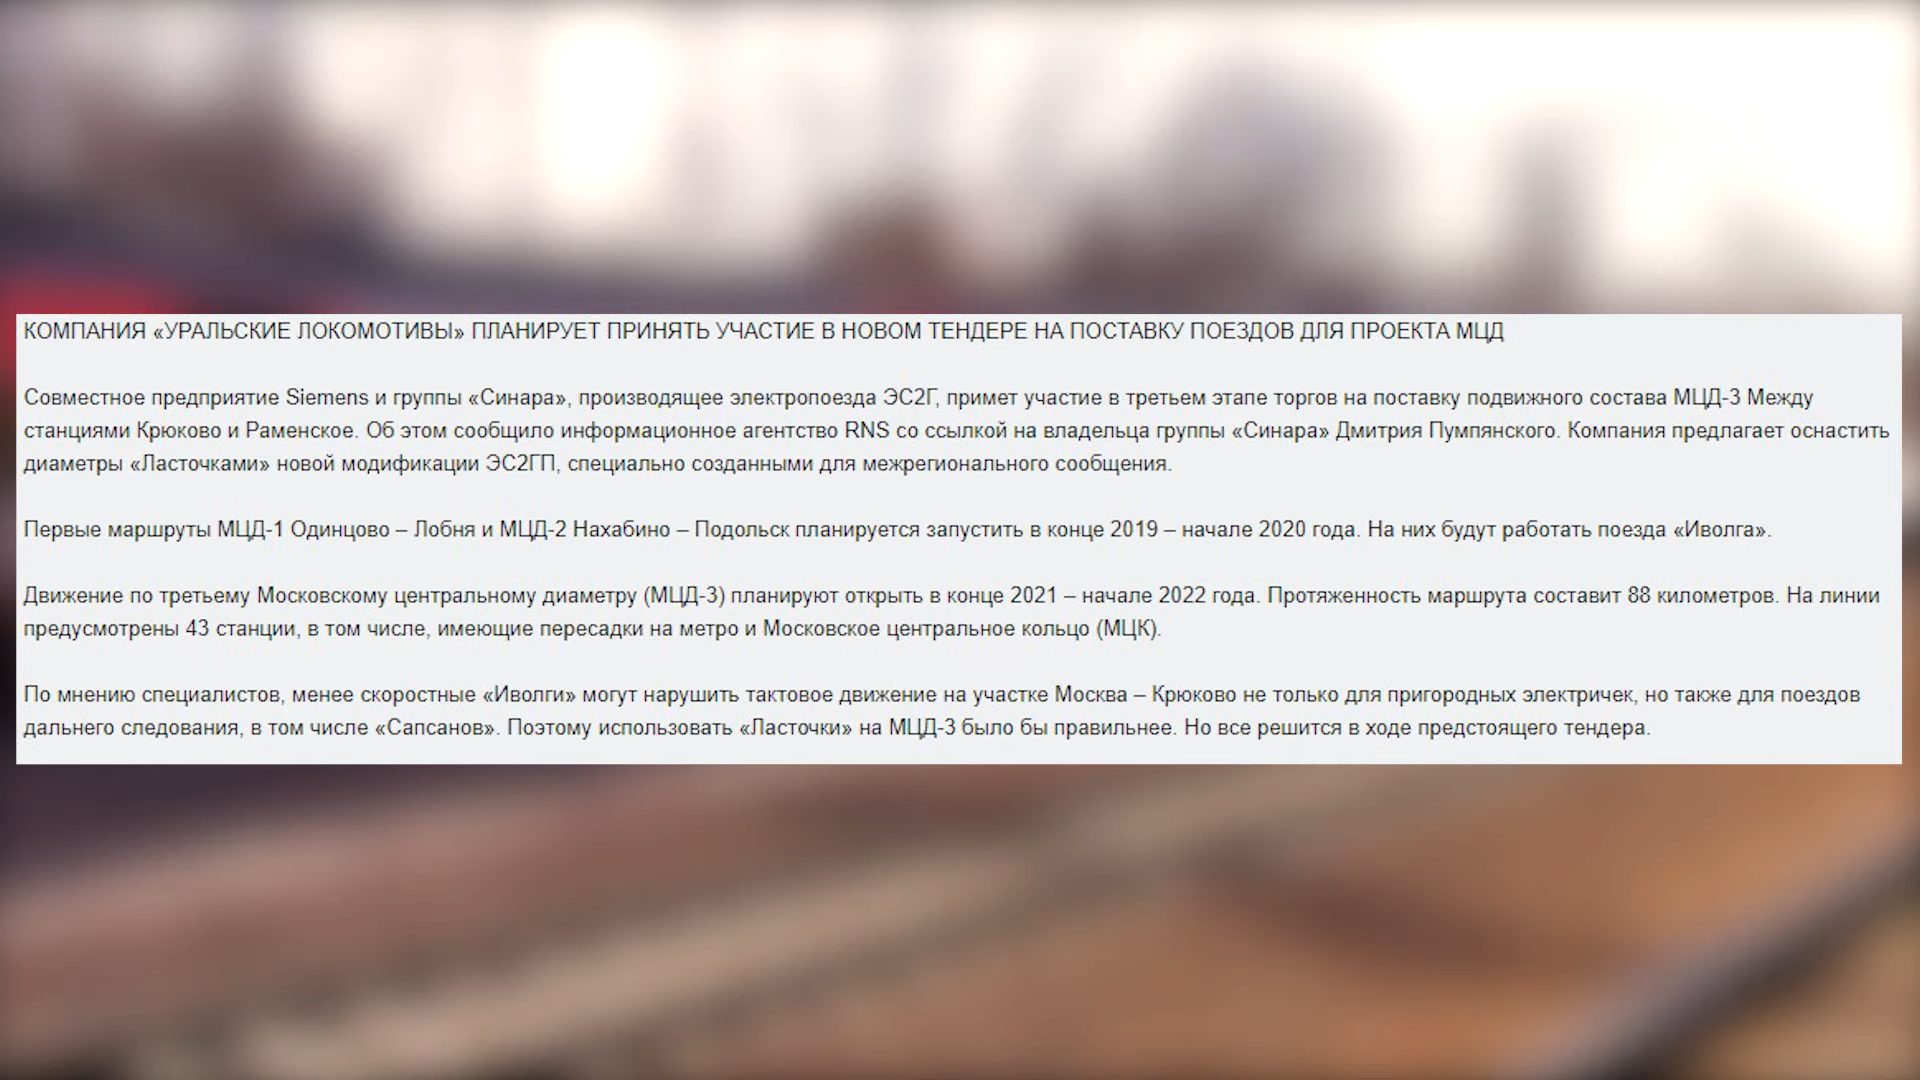 КОМПАНИЯ «УРАЛЬСКИЕ ЛОКОМОТИВЫ» ПЛАНИРУЕТ ПРИНЯТЬ УЧАСТИЕ В НОВОМ ТЕНДЕРЕ НА ПОСТАВКУ ПОЕЗДОВ ДЛЯ ПРОЕКТА МЦД
Совместное предприятие Siemens и группы «Синара», производящее электропоезда ЭС2Г, примет участие в третьем этапе торгов на поставку подвижного состава МЦД-3 Между
станциями Крюково и Раменское. Об этом сообщило информационное агентство RNS со ссылкой на владельца группы «Синара» Дмитрия Пумпянского. Компания предлагает оснастить
диаметры «Ласточками» новой модификации ЭС2ГП, специально созданными для межрегионального сообщения.
Первые маршруты МЦД-1 Одинцово – Лобня и МЦД-2 Нахабино – Подольск планируется запустить в конце 2019 – начале 2020 года. На них будут работать поезда «Иволга».
Движение по третьему Московскому центральному диаметру (МЦД-3) планируют открыть в конце 2021 – начале 2022 года. Протяженность маршрута составит 88 километров. На линии
предусмотрены 43 станции, в том числе, имеющие пересадки на метро и Московское центральное кольцо (МЦК).
По мнению специалистов, менее скоростные «Иволги» могут нарушить тактовое движение на участке Москва – Крюково не только для пригородных электричек, но также для поездов
дальнего следования, в том числе «Сапсанов». Поэтому использовать «Ласточки» на МЦД-3 было бы правильнее. Но все решится в ходе предстоящего тендера.